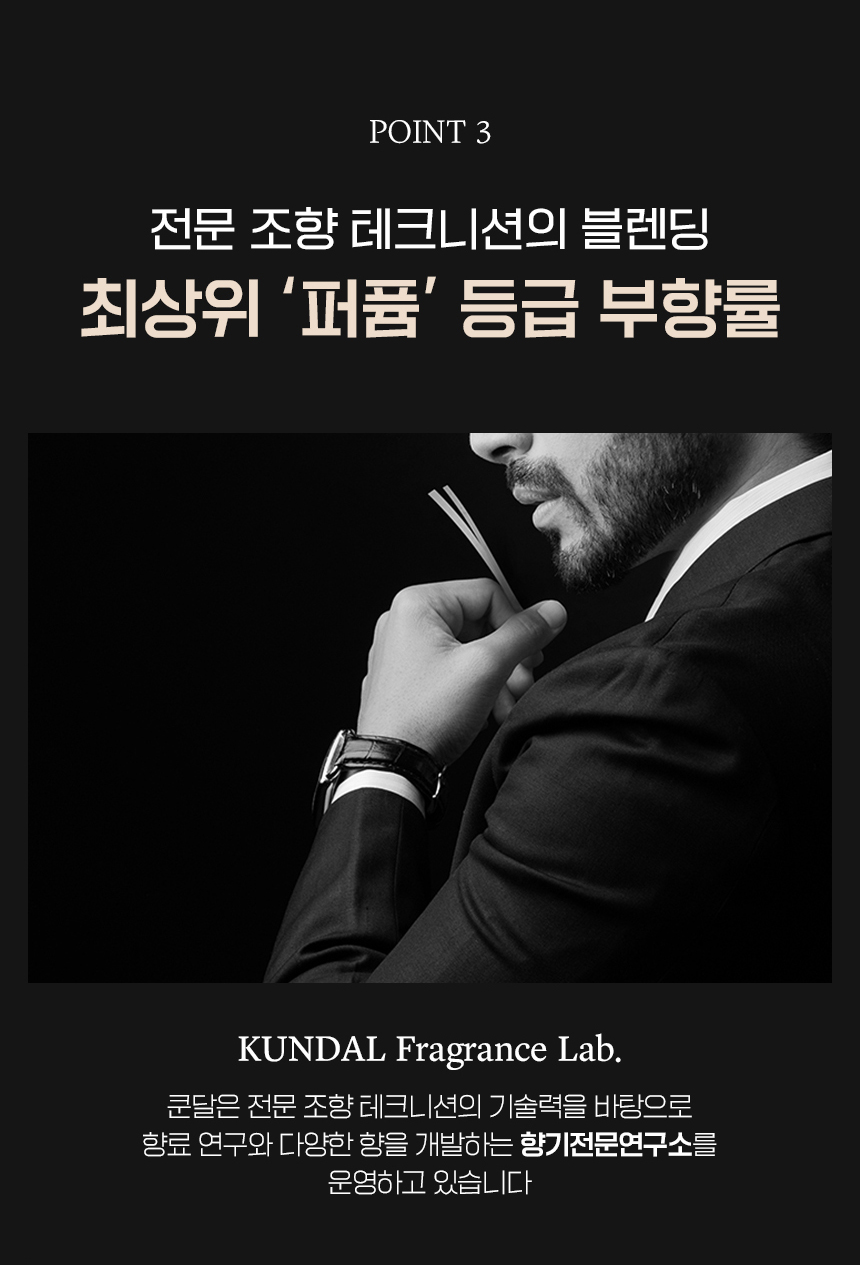 POINT 3
전문 조향 테크니션의 블렌딩
최상위 ‘퍼퓸’ 등급 부향률
KUNDAL Fragrance Lab.
쿤달은 전문 조향 테크니션의 기술력을 바탕으로
향료 연구와 다양한 향을 개발하는 향기전문연구소를
운영하고 있습니다